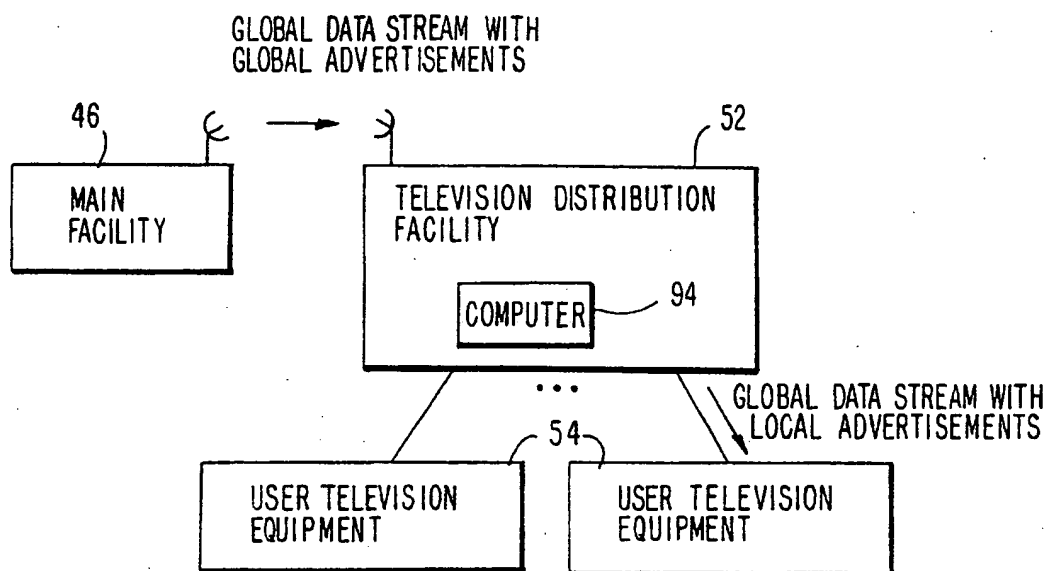 GLOBAL DATA STREAM WITH
GLOBAL ADVERTISEMENTS
46
52
MAIN
FACILITY
TELEVISION DISTRIBUTION
FACILITY
COMPUTER
94
GLOBAL DATA STREAM WITH
LOCAL ADVERTISEMENTS
54
USER TELEVISION
EQUIPMENT
USER TELEVISION
EQUIPMENT